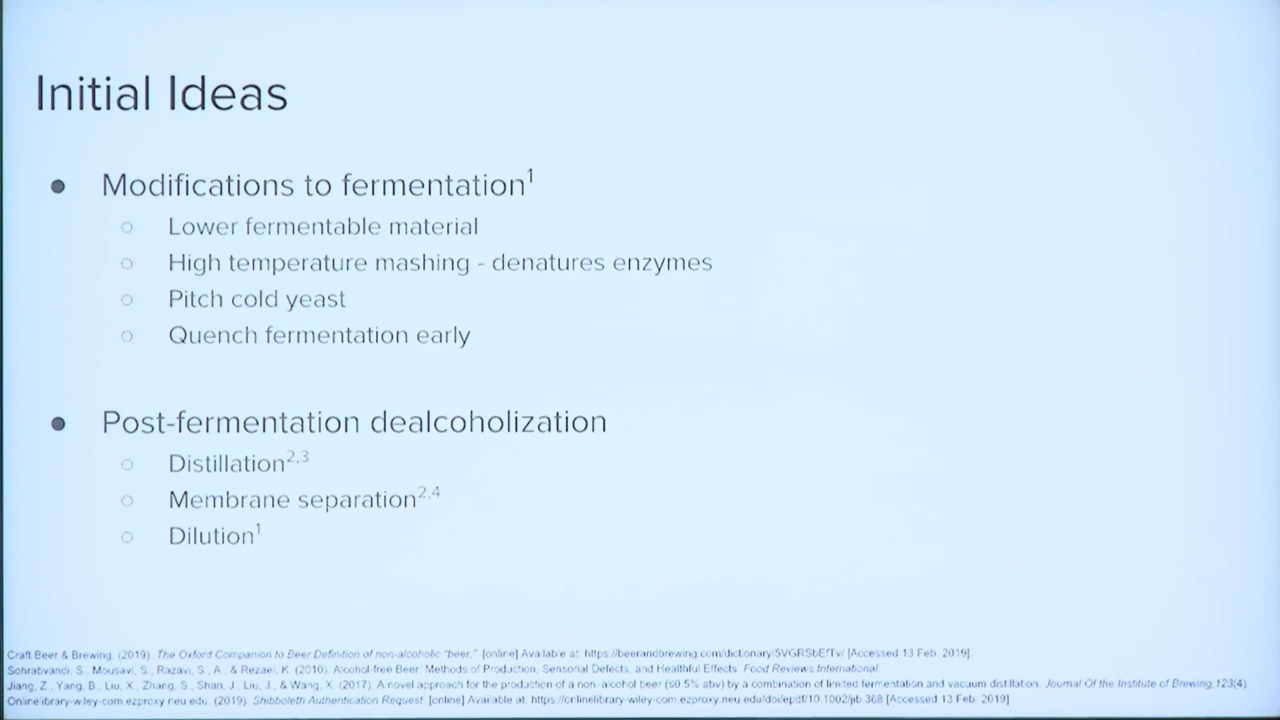 Initial Ideas
● Modifications to fermentation¹
○ Lower fermentable material
○ High temperature mashing - denatures enzymes
○ Pitch cold yeast
○ Quench fermentation early
● Post-fermentation dealcoholization
○ Distillation²,³
○ Membrane separation²,⁴
○ Dilution¹
Craft Beer & Brewing. (2019). The Oxford Companion to Beer Definition of non-alcoholic "beer,". [online] Available at: https://beerandbrewing.com/dictionary/5VGRSbEfTv/ [Accessed 13 Feb. 2019].
Sohrabvandi, S., Mousavi, S., Razavi, S., A., & Rezaei, K. (2010). Alcohol-free Beer: Methods of Production, Sensorial Defects, and Healthful Effects. Food Reviews International.
Jiang, Z., Yang, B., Liu, X., Zhang, S., Shan, J., Liu, J., & Wang, X. (2017). A novel approach for the production of a non-alcohol beer (≤0.5% abv) by a combination of limited fermentation and vacuum distillation. Journal Of the Institute of Brewing,123(4).
Onlinelibrary-wiley-com.ezproxy.neu.edu. (2019). Shibboleth Authentication Request. [online] Available at: https://onlinelibrary-wiley-com.ezproxy.neu.edu/doi/epdf/10.1002/jib.368 [Accessed 13 Feb. 2019]